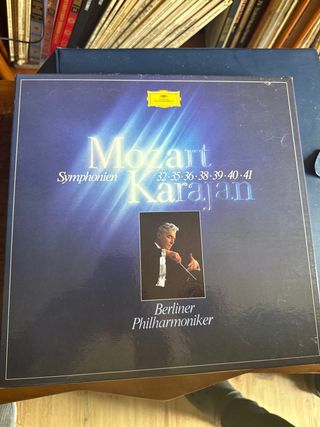 Mozart
Symphonien 32·35·36·38·39·40·41
Karajan
Berliner
Philharmoniker